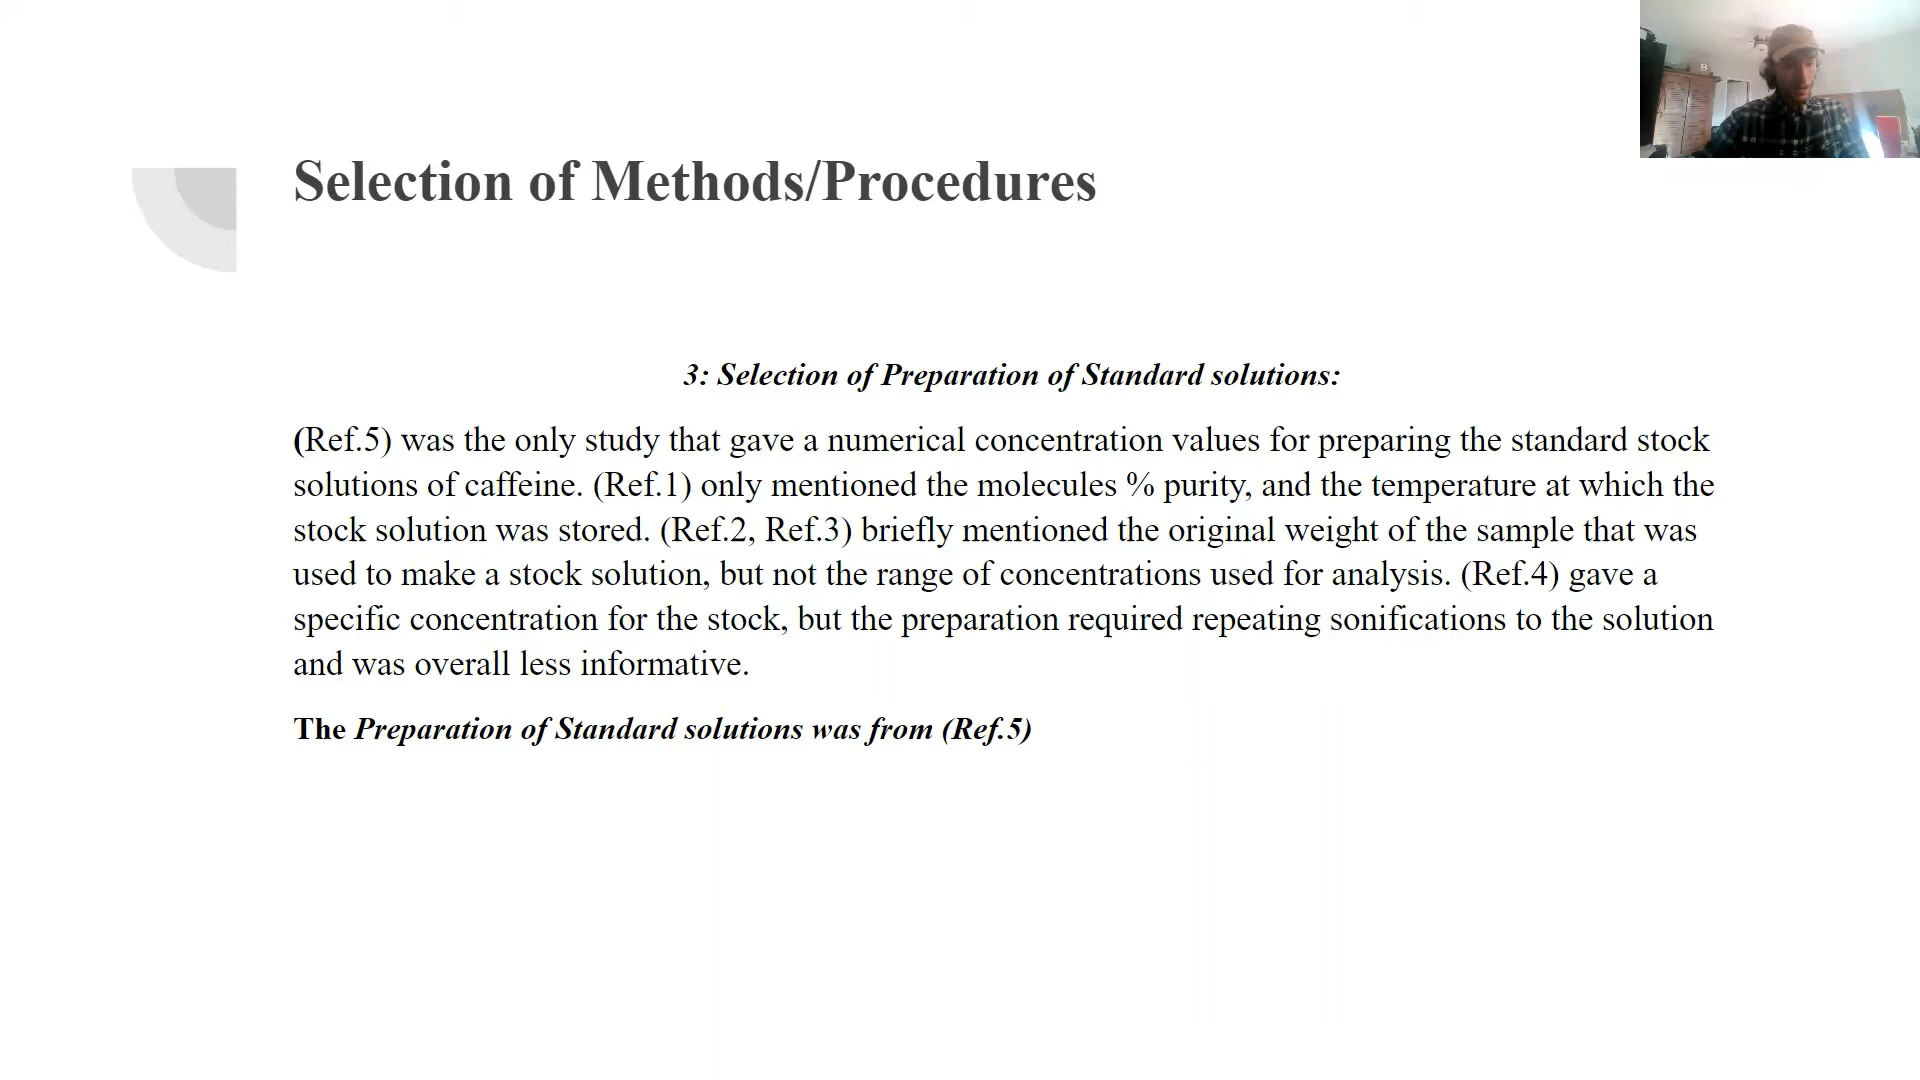 Selection of Methods/Procedures
3: Selection of Preparation of Standard solutions:
(Ref.5) was the only study that gave a numerical concentration values for preparing the standard stock
solutions of caffeine. (Ref.1) only mentioned the molecules % purity, and the temperature at which the
stock solution was stored. (Ref.2, Ref.3) briefly mentioned the original weight of the sample that was
used to make a stock solution, but not the range of concentrations used for analysis. (Ref.4) gave a
specific concentration for the stock, but the preparation required repeating sonifications to the solution
and was overall less informative.
The Preparation of Standard solutions was from (Ref.5)